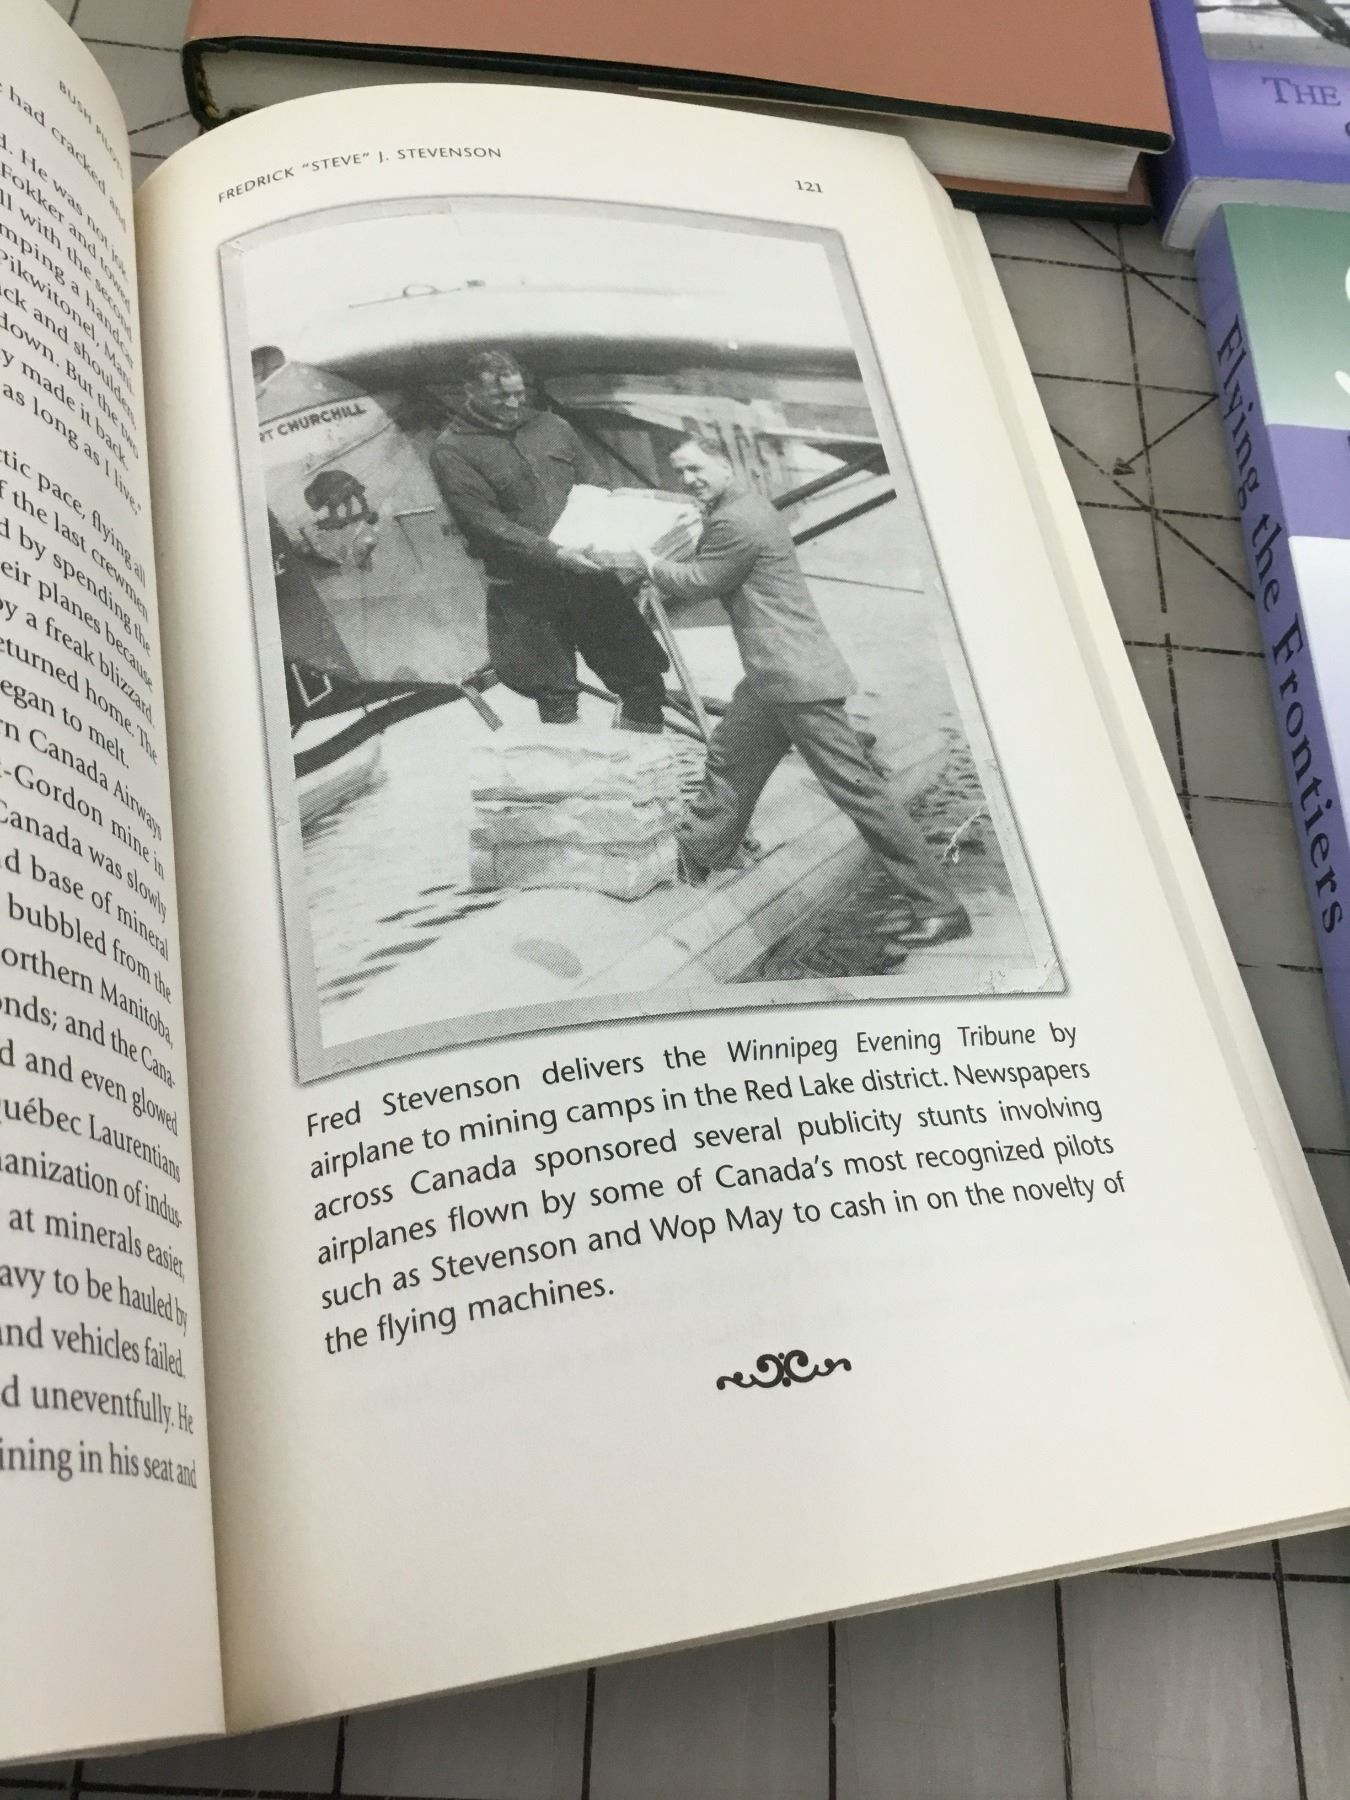 BUSH PILOTS
had cracked, and
d. He was not jok
Fokker and towed
ll with the second
mping a handcar
Pikwitonel, Mani
ck and shoulders
down. But the two
y made it back.
as long as I live,"
tic pace, flying all
f the last crewmen
d by spending the
eir planes because
by a freak blizzard.
eturned home. The
egan to melt.
rn Canada Airways
t-Gordon mine in
Canada was slowly
d base of mineral
bubbled from the
orthern Manitoba,
onds; and the Cana-
d and even glowed
uébec Laurentians
anization of indus-
at minerals easier,
avy to be hauled by
and vehicles failed.
d uneventfully. He
ining in his seat and
FREDRICK "STEVE" J. STEVENSON
121
RT CHURCHILL
Fred Stevenson delivers the Winnipeg Evening Tribune by
airplane to mining camps in the Red Lake district. Newspapers
across Canada sponsored several publicity stunts involving
airplanes flown by some of Canada's most recognized pilots
such as Stevenson and Wop May to cash in on the novelty of
the flying machines.
THE
Flying the Frontiers